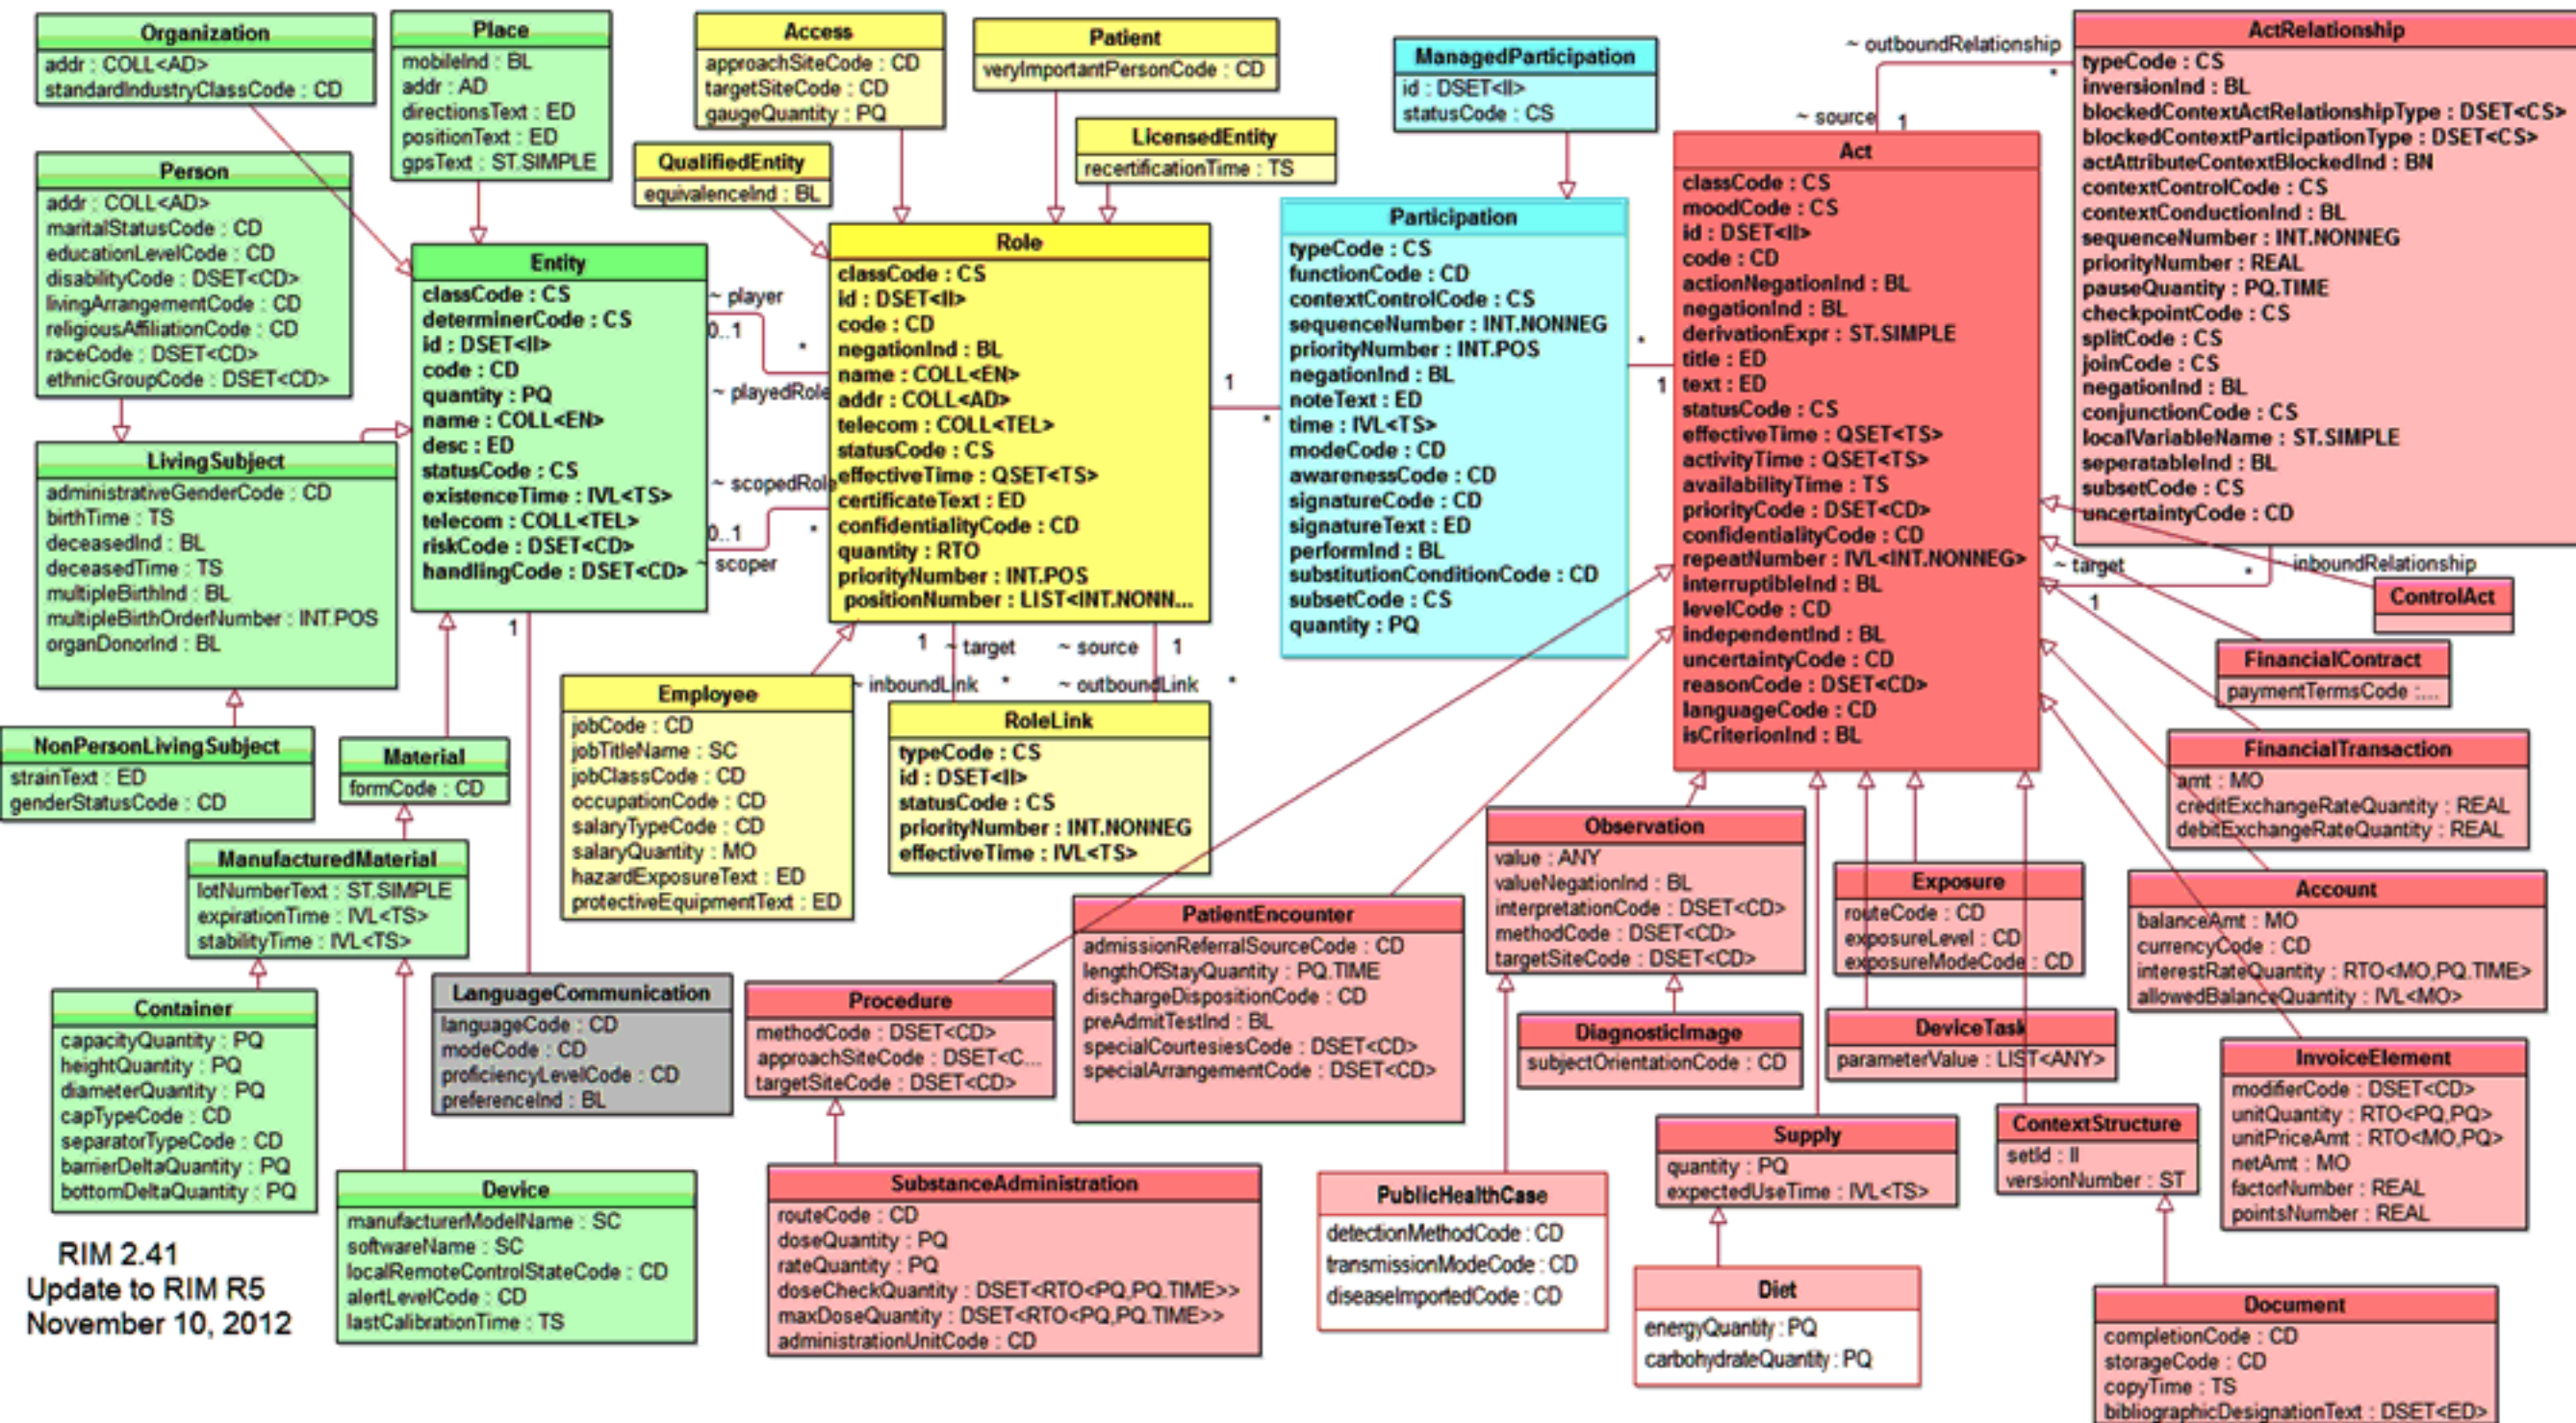 Organization
addr : COLL<AD>
standardIndustryClassCode : CD
Place
mobileInd : BL
addr : AD
directionsText : ED
positionText : ED
gpsText : ST.SIMPLE
Access
approachSiteCode : CD
targetSiteCode : CD
gaugeQuantity : PQ
Patient
veryImportantPersonCode : CD
ManagedParticipation
id : DSET<II>
statusCode : CS
~ outboundRelationship
*
~ source
1
ActRelationship
typeCode : CS
inversionInd : BL
blockedContextActRelationshipType : DSET<CS>
blockedContextParticipationType : DSET<CS>
actAttributeContextBlockedInd : BN
contextControlCode : CS
contextConductionInd : BL
sequenceNumber : INT.NONNEG
priorityNumber : REAL
pauseQuantity : PQ.TIME
checkpointCode : CS
splitCode : CS
joinCode : CS
negationInd : BL
conjunctionCode : CS
localVariableName : ST.SIMPLE
seperatableInd : BL
subsetCode : CS
uncertaintyCode : CD
Person
addr : COLL<AD>
maritalStatusCode : CD
educationLevelCode : CD
disabilityCode : DSET<CD>
livingArrangementCode : CD
religiousAffiliationCode : CD
raceCode : DSET<CD>
ethnicGroupCode : DSET<CD>
QualifiedEntity
equivalenceInd : BL
LicensedEntity
recertificationTime : TS
Entity
classCode : CS
determinerCode : CS
id : DSET<II>
code : CD
quantity : PQ
name : COLL<EN>
desc : ED
statusCode : CS
existenceTime : IVL<TS>
telecom : COLL<TEL>
riskCode : DSET<CD>
handlingCode : DSET<CD>
~ player
0..1
*
~ playedRole
~ scopedRole
0..1
*
~ scoper
Role
classCode : CS
id : DSET<II>
code : CD
negationInd : BL
name : COLL<EN>
addr : COLL<AD>
telecom : COLL<TEL>
statusCode : CS
effectiveTime : QSET<TS>
certificateText : ED
confidentialityCode : CD
quantity : RTO
priorityNumber : INT.POS
positionNumber : LIST<INT.NONN...
1
*
Participation
typeCode : CS
functionCode : CD
contextControlCode : CS
sequenceNumber : INT.NONNEG
priorityNumber : INT.POS
negationInd : BL
noteText : ED
time : IVL<TS>
modeCode : CD
awarenessCode : CD
signatureCode : CD
signatureText : ED
performInd : BL
substitutionConditionCode : CD
subsetCode : CS
quantity : PQ
*
1
Act
classCode : CS
moodCode : CS
id : DSET<II>
code : CD
actionNegationInd : BL
negationInd : BL
derivationExpr : ST.SIMPLE
title : ED
text : ED
statusCode : CS
effectiveTime : QSET<TS>
activityTime : QSET<TS>
availabilityTime : TS
priorityCode : DSET<CD>
confidentialityCode : CD
repeatNumber : IVL<INT.NONNEG>
interruptibleInd : BL
levelCode : CD
independentInd : BL
uncertaintyCode : CD
reasonCode : DSET<CD>
languageCode : CD
isCriterionInd : BL
~ target
1
*
inboundRelationship
ControlAct
FinancialContract
paymentTermsCode :...
FinancialTransaction
amt : MO
creditExchangeRateQuantity : REAL
debitExchangeRateQuantity : REAL
LivingSubject
administrativeGenderCode : CD
birthTime : TS
deceasedInd : BL
deceasedTime : TS
multipleBirthInd : BL
multipleBirthOrderNumber : INT.POS
organDonorInd : BL
1
1
~ target
~ source
1
~ inboundLink
*
~ outboundLink
*
NonPersonLivingSubject
strainText : ED
genderStatusCode : CD
Material
formCode : CD
Employee
jobCode : CD
jobTitleName : SC
jobClassCode : CD
occupationCode : CD
salaryTypeCode : CD
salaryQuantity : MO
hazardExposureText : ED
protectiveEquipmentText : ED
RoleLink
typeCode : CS
id : DSET<II>
statusCode : CS
priorityNumber : INT.NONNEG
effectiveTime : IVL<TS>
ManufacturedMaterial
lotNumberText : ST.SIMPLE
expirationTime : IVL<TS>
stabilityTime : IVL<TS>
PatientEncounter
admissionReferralSourceCode : CD
lengthOfStayQuantity : PQ.TIME
dischargeDispositionCode : CD
preAdmitTestInd : BL
specialCourtesiesCode : DSET<CD>
specialArrangementCode : DSET<CD>
Observation
value : ANY
valueNegationInd : BL
interpretationCode : DSET<CD>
methodCode : DSET<CD>
targetSiteCode : DSET<CD>
Exposure
routeCode : CD
exposureLevel : CD
exposureModeCode : CD
Account
balanceAmt : MO
currencyCode : CD
interestRateQuantity : RTO<MO,PQ.TIME>
allowedBalanceQuantity : IVL<MO>
Container
capacityQuantity : PQ
heightQuantity : PQ
diameterQuantity : PQ
capTypeCode : CD
separatorTypeCode : CD
barrierDeltaQuantity : PQ
bottomDeltaQuantity : PQ
LanguageCommunication
languageCode : CD
modeCode : CD
proficiencyLevelCode : CD
preferenceInd : BL
Procedure
methodCode : DSET<CD>
approachSiteCode : DSET<C...
targetSiteCode : DSET<CD>
DiagnosticImage
subjectOrientationCode : CD
DeviceTask
parameterValue : LIST<ANY>
InvoiceElement
modifierCode : DSET<CD>
unitQuantity : RTO<PQ,PQ>
unitPriceAmt : RTO<MO,PQ>
netAmt : MO
factorNumber : REAL
pointsNumber : REAL
Supply
quantity : PQ
expectedUseTime : IVL<TS>
ContextStructure
setId : II
versionNumber : ST
Device
manufacturerModelName : SC
softwareName : SC
localRemoteControlStateCode : CD
alertLevelCode : CD
lastCalibrationTime : TS
SubstanceAdministration
routeCode : CD
doseQuantity : PQ
rateQuantity : PQ
doseCheckQuantity : DSET<RTO<PQ,PQ.TIME>>
maxDoseQuantity : DSET<RTO<PQ,PQ.TIME>>
administrationUnitCode : CD
PublicHealthCase
detectionMethodCode : CD
transmissionModeCode : CD
diseaseImportedCode : CD
Diet
energyQuantity : PQ
carbohydrateQuantity : PQ
Document
completionCode : CD
storageCode : CD
copyTime : TS
bibliographicDesignationText : DSET<ED>
RIM 2.41
Update to RIM R5
November 10, 2012